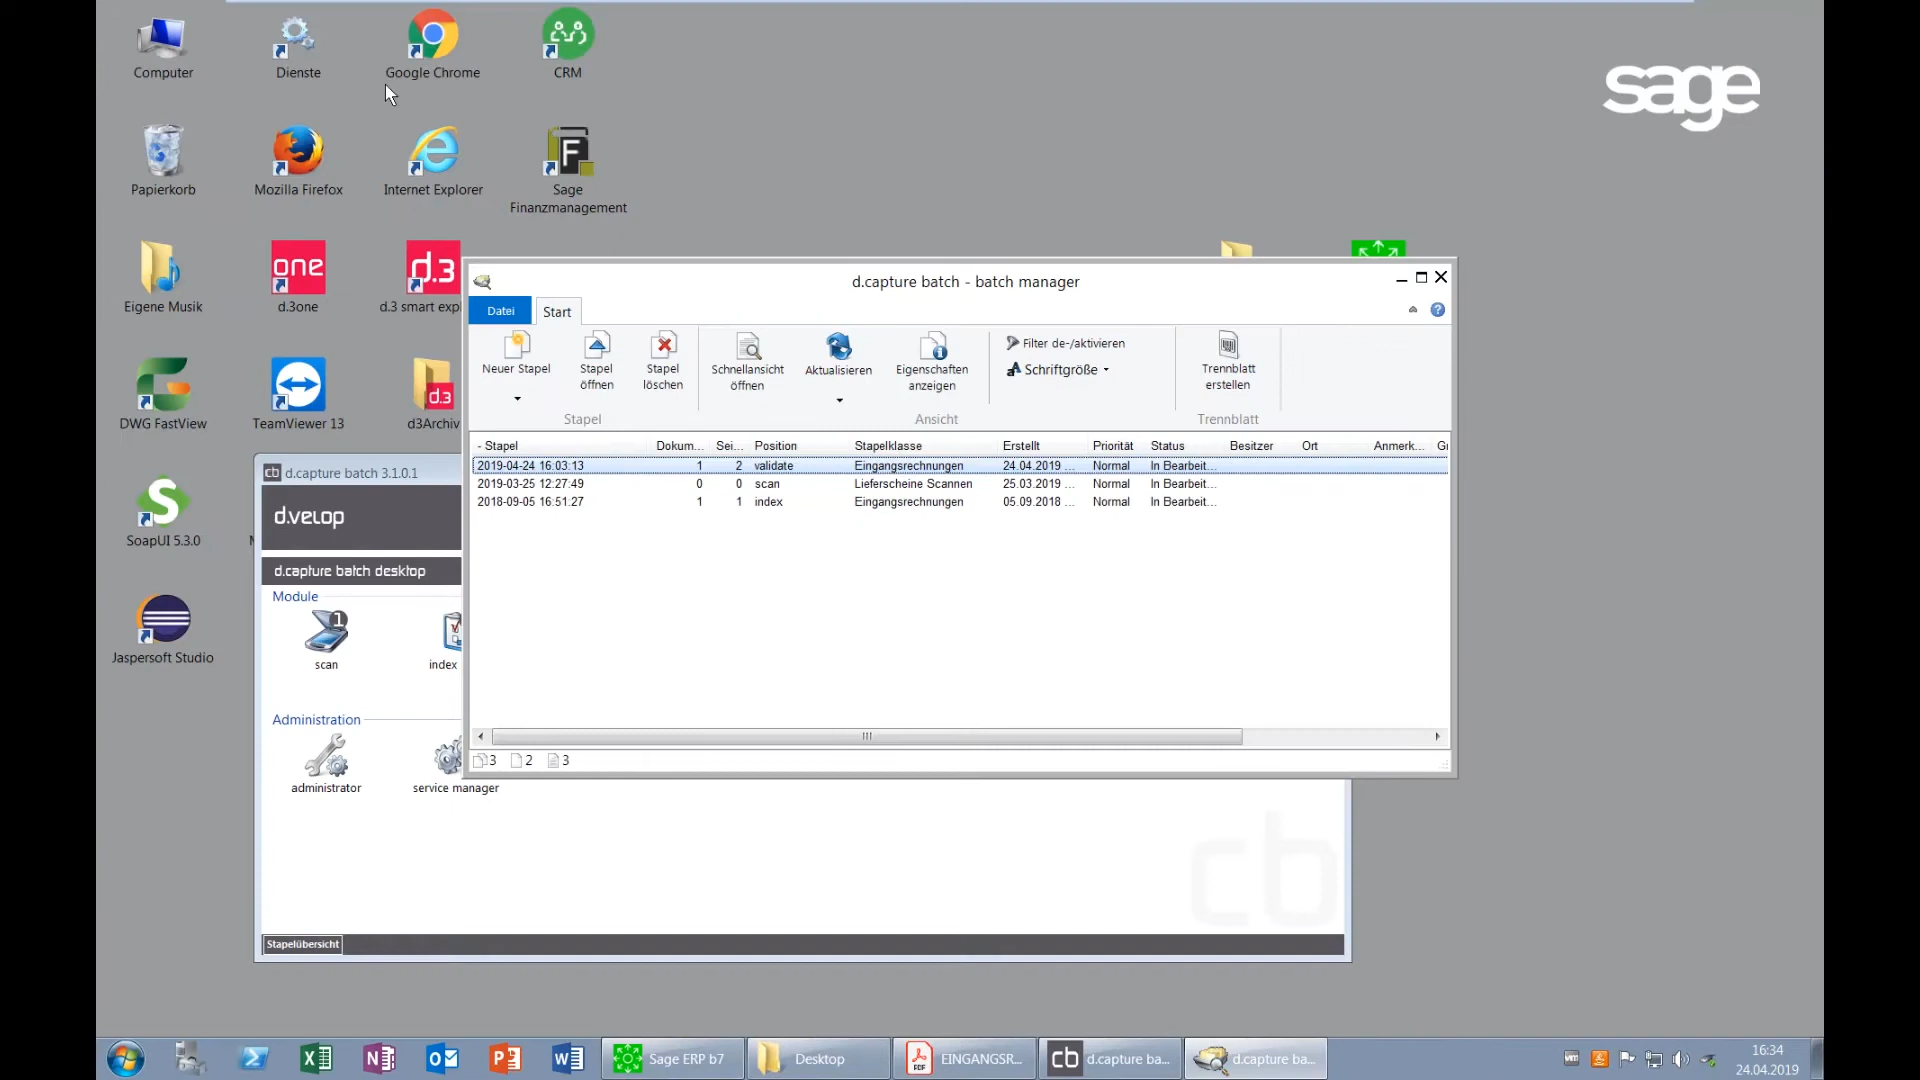 Computer
Dienste
Google Chrome
CRM
sage
Papierkorb
Mozilla Firefox
Internet Explorer
F
Sage
Finanzmanagement
Eigene Musik
one
d.3one
d.3
d.3 smart expl
DWG FastView
TeamViewer 13
d.3
d3Archiv
SoapUI 5.3.0
Jaspersoft Studio
d.capture batch - batch manager
Datei
Start
Neuer Stapel
Stapel
öffnen
Stapel
löschen
Stapel
Schnellansicht
öffnen
Aktualisieren
Eigenschaften
anzeigen
Filter de-/aktivieren
Schriftgröße
Ansicht
Trennblatt
erstellen
Trennblatt
- Stapel Dokum... Sei... Position Stapelklasse Erstellt Priorität Status Besitzer Ort Anmerk...
2019-04-24 16:03:13 1 2 validate Eingangsrechnungen 24.04.2019 ... Normal In Bearbeit...
2019-03-25 12:27:49 0 0 scan Lieferscheine Scannen 25.03.2019 ... Normal In Bearbeit...
2018-09-05 16:51:27 1 1 index Eingangsrechnungen 05.09.2018 ... Normal In Bearbeit...
3 2 3
cb d.capture batch 3.1.0.1
d.velop
d.capture batch desktop
Module
scan
index
Administration
administrator
service manager
cb
Stapelübersicht
Sage ERP b7
Desktop
EINGANGSR...
cb d.capture ba...
d.capture ba...
16:34
24.04.2019